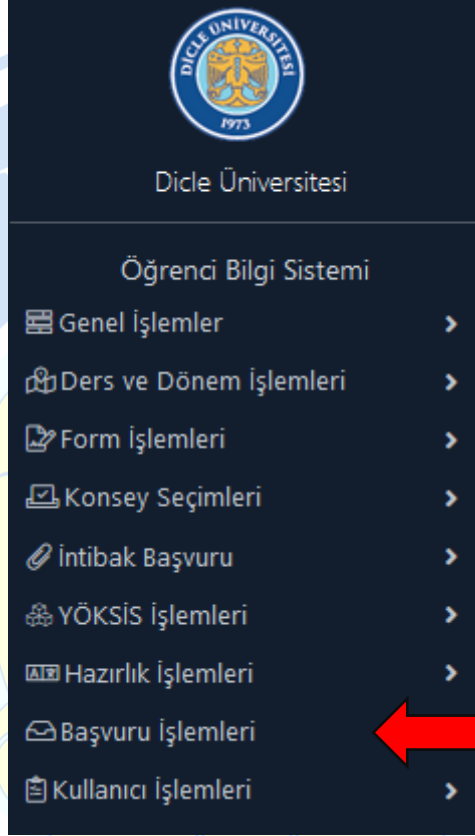 DİCLE ÜNİVERSİTESİ
1973
Dicle Üniversitesi
Öğrenci Bilgi Sistemi
Genel İşlemler
Ders ve Dönem İşlemleri
Form İşlemleri
Konsey Seçimleri
İntibak Başvuru
YÖKSİS İşlemleri
Hazırlık İşlemleri
Başvuru İşlemleri
Kullanıcı İşlemleri